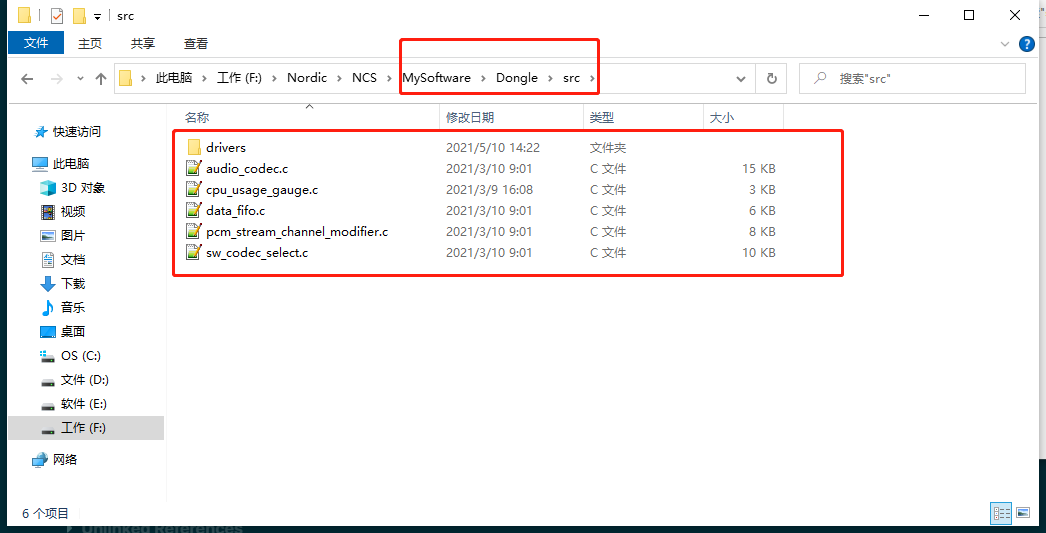 src
文件 主页 共享 查看
此电脑 工作 (F:) Nordic NCS MySoftware Dongle src 搜索"src"
名称 修改日期 类型 大小
快速访问
此电脑
3D 对象
视频
图片
文档
下载
音乐
桌面
OS (C:)
文件 (D:)
软件 (E:)
工作 (F:)
网络
drivers 2021/5/10 14:22 文件夹
audio_codec.c 2021/3/10 9:01 C 文件 15 KB
cpu_usage_gauge.c 2021/3/9 16:08 C 文件 3 KB
data_fifo.c 2021/3/10 9:01 C 文件 6 KB
pcm_stream_channel_modifier.c 2021/3/10 9:01 C 文件 8 KB
sw_codec_select.c 2021/3/10 9:01 C 文件 10 KB
6 个项目
Unlinked References